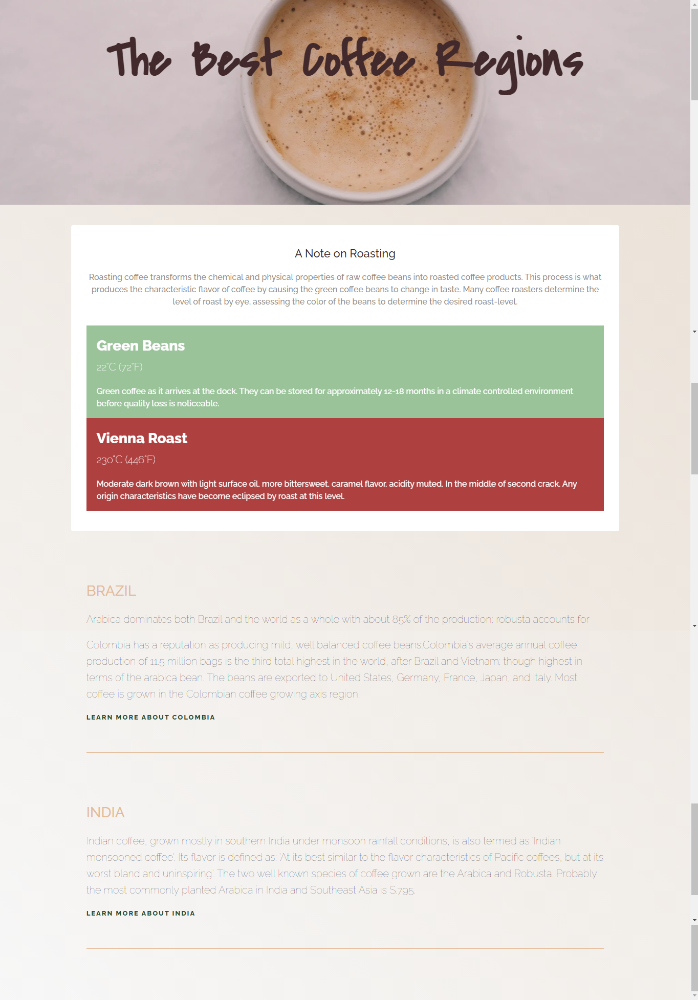 The Best Coffee Regions
A Note on Roasting
Roasting coffee transforms the chemical and physical properties of raw coffee beans into roasted coffee products. This process is what
produces the characteristic flavor of coffee by causing the green coffee beans to change in taste. Many coffee roasters determine the
level of roast by eye, assessing the color of the beans to determine the desired roast-level.
Green Beans
22°C (72°F)
Green coffee as it arrives at the dock. They can be stored for approximately 12-18 months in a climate controlled environment
before quality loss is noticeable.
Vienna Roast
230°C (446°F)
Moderate dark brown with light surface oil, more bittersweet, caramel flavor, acidity muted. In the middle of second crack. Any
origin characteristics have become eclipsed by roast at this level.
BRAZIL
Arabica dominates both Brazil and the world as a whole with about 85% of the production; robusta accounts for
Colombia has a reputation as producing mild, well balanced coffee beans.Colombia's average annual coffee
production of 11.5 million bags is the third total highest in the world, after Brazil and Vietnam; though highest in
terms of the arabica bean. The beans are exported to United States, Germany, France, Japan, and Italy. Most
coffee is grown in the Colombian coffee growing axis region.
LEARN MORE ABOUT COLOMBIA
INDIA
Indian coffee, grown mostly in southern India under monsoon rainfall conditions, is also termed as 'Indian
monsooned coffee'. Its flavor is defined as: 'At its best similar to the flavor characteristics of Pacific coffees, but at its
worst bland and uninspiring.'. The two well known species of coffee grown are the Arabica and Robusta. Probably
the most commonly planted Arabica in India and Southeast Asia is S.795.
LEARN MORE ABOUT INDIA